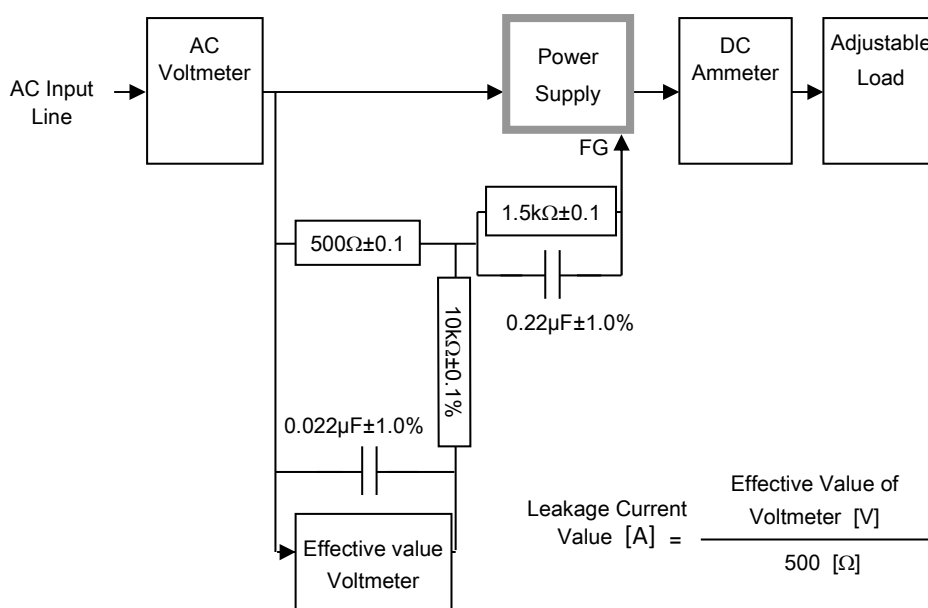 AC
Voltmeter
Power
Supply
DC
Ammeter
Adjustable
Load
AC Input
Line
FG
1.5kΩ±0.1
500Ω±0.1
0.22µF±1.0%
10kΩ±0.1%
0.022µF±1.0%
Effective value
Voltmeter
Leakage Current
Value [A] =
Effective Value of
Voltmeter [V]
500 [Ω]